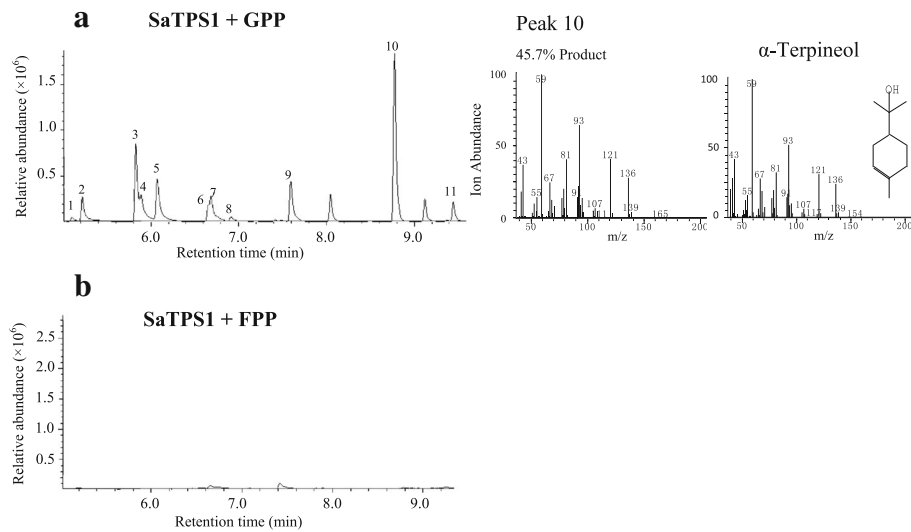 a
SaTPS1 + GPP
Relative abundance (×10⁶)
1.5
1.0
0.5
1
2
3
4
5
6
7
8
9
10
11
6.0 7.0 8.0 9.0
Retention time (min)
Peak 10
45.7% Product
Ion Abundance
100
50
0
43
55
59
67
81
93
107
121
136
139
165
50 100 150 200
m/z
α-Terpineol
100
50
0
43
55
59
67
81
93
107
121
136
139
154
50 100 150 200
m/z
OH
b
SaTPS1 + FPP
Relative abundance (×10⁶)
2.5
2.0
1.5
1.0
0.5
6.0 7.0 8.0 9.0
Retention time (min)